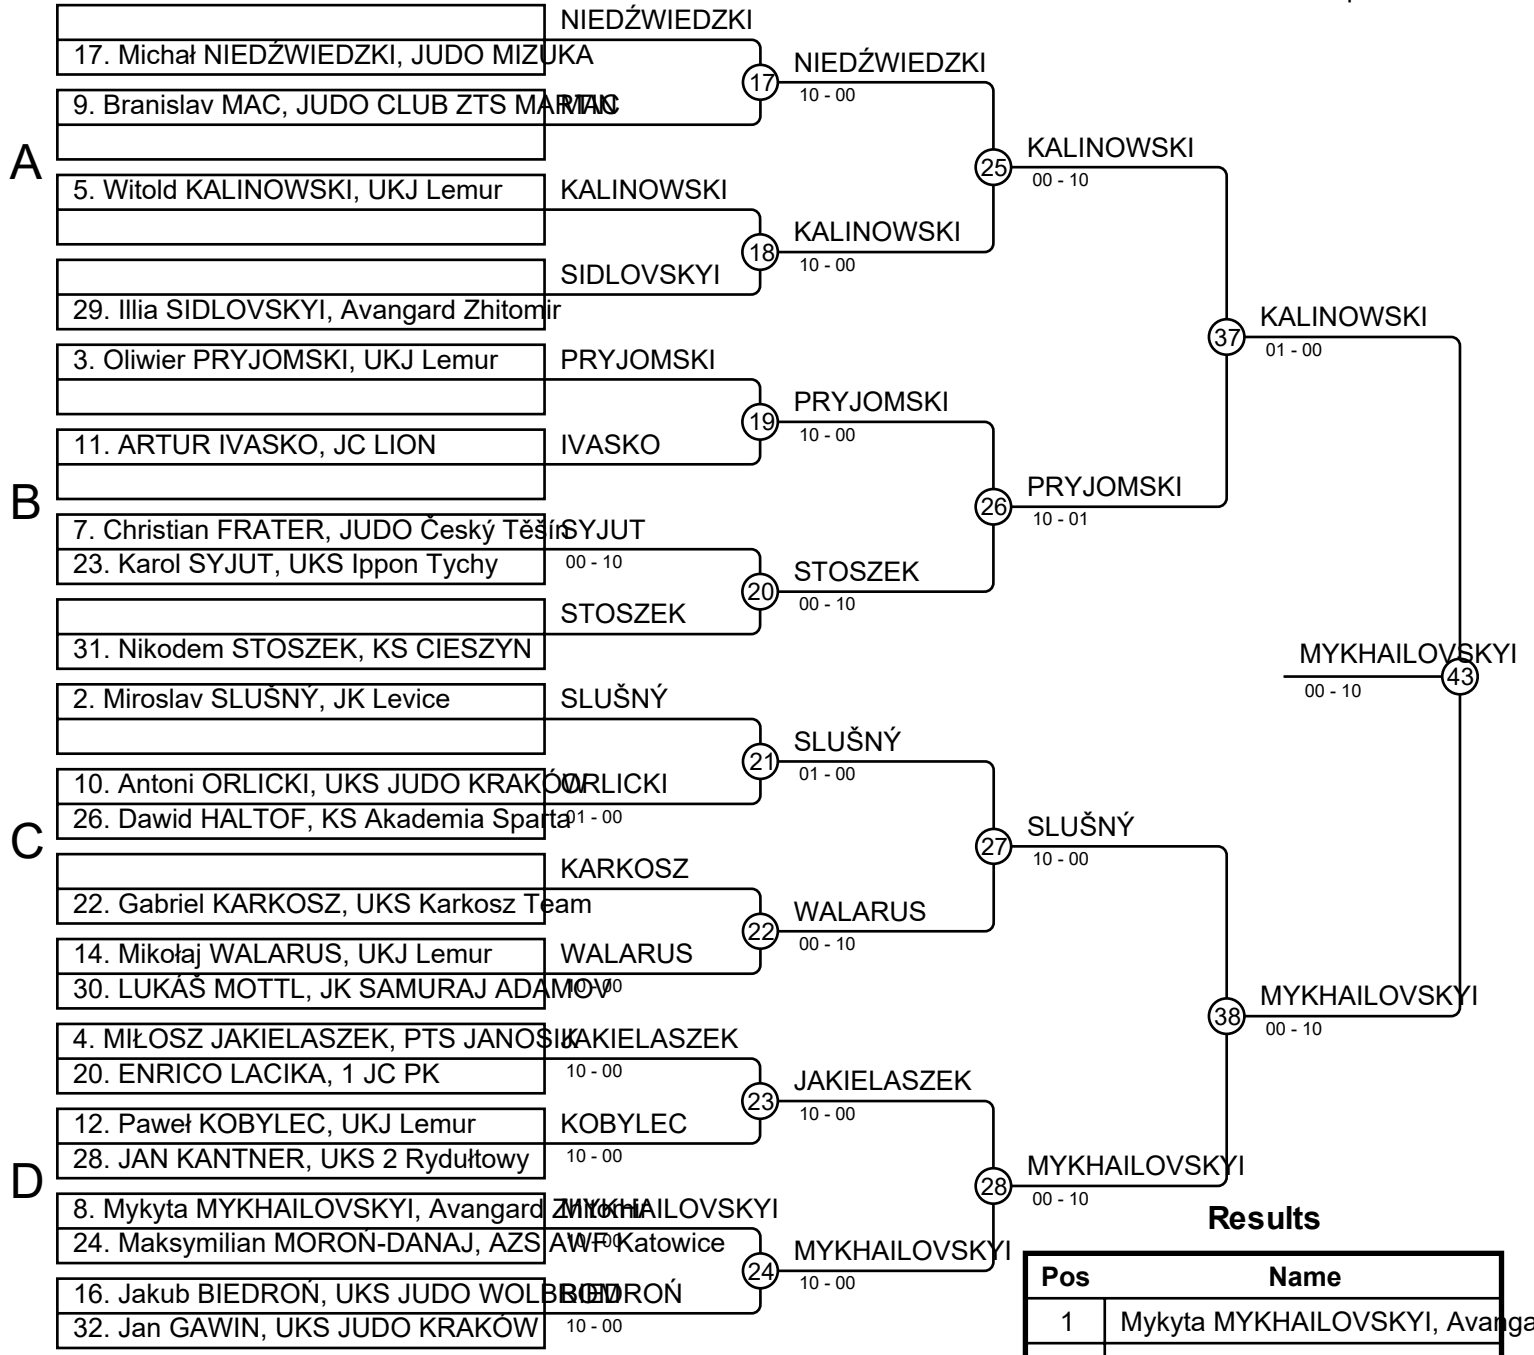 NIEDŹWIEDZKI
17. Michał NIEDŹWIEDZKI, JUDO MIZUKA
17
NIEDŹWIEDZKI
10 - 00
9. Branislav MAC, JUDO CLUB ZTS MARTIN
MAC
A
25
KALINOWSKI
00 - 10
5. Witold KALINOWSKI, UKJ Lemur
KALINOWSKI
18
KALINOWSKI
10 - 00
SIDLOVSKYI
29. Illia SIDLOVSKYI, Avangard Zhitomir
37
KALINOWSKI
01 - 00
3. Oliwier PRYJOMSKI, UKJ Lemur
PRYJOMSKI
19
PRYJOMSKI
10 - 00
11. ARTUR IVASKO, JC LION
IVASKO
B
26
PRYJOMSKI
10 - 01
7. Christian FRATER, JUDO Český Těšín
SYJUT
23. Karol SYJUT, UKS Ippon Tychy
00 - 10
20
STOSZEK
00 - 10
STOSZEK
31. Nikodem STOSZEK, KS CIESZYN
MYKHAILOVSKYI
43
00 - 10
2. Miroslav SLUŠNÝ, JK Levice
SLUŠNÝ
21
SLUŠNÝ
01 - 00
10. Antoni ORLICKI, UKS JUDO KRAKÓW
ORLICKI
26. Dawid HALTOF, KS Akademia Sparta
01 - 00
C
27
SLUŠNÝ
10 - 00
KARKOSZ
22. Gabriel KARKOSZ, UKS Karkosz Team
22
WALARUS
00 - 10
14. Mikołaj WALARUS, UKJ Lemur
WALARUS
30. LUKÁŠ MOTTL, JK SAMURAJ ADAMOV
10 - 00
38
MYKHAILOVSKYI
00 - 10
4. MIŁOSZ JAKIELASZEK, PTS JANOSIK
JAKIELASZEK
20. ENRICO LACIKA, 1 JC PK
10 - 00
23
JAKIELASZEK
10 - 00
12. Paweł KOBYLEC, UKJ Lemur
KOBYLEC
28. JAN KANTNER, UKS 2 Rydułtowy
10 - 00
D
28
MYKHAILOVSKYI
00 - 10
8. Mykyta MYKHAILOVSKYI, Avangard Zhitomir
MYKHAILOVSKYI
24. Maksymilian MOROŃ-DANAJ, AZS AWF Katowice
10 - 00
24
MYKHAILOVSKYI
10 - 00
16. Jakub BIEDROŃ, UKS JUDO WOLBROM
BIEDROŃ
32. Jan GAWIN, UKS JUDO KRAKÓW
10 - 00
Results
Pos Name
1 Mykyta MYKHAILOVSKYI, Avanga